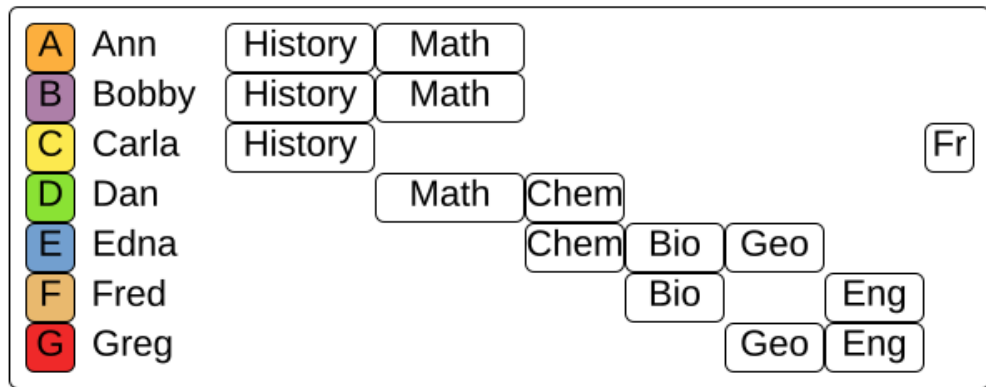 A Ann History Math
B Bobby History Math
C Carla History Fr
D Dan Math Chem
E Edna Chem Bio Geo
F Fred Bio Eng
G Greg Geo Eng